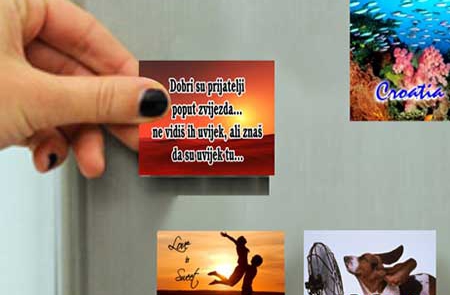 Dobri su prijatelji
poput zvijezda...
ne vidiš ih uvijek, ali znaš
da su uvijek tu...
Croatia
Love
is
Sweet